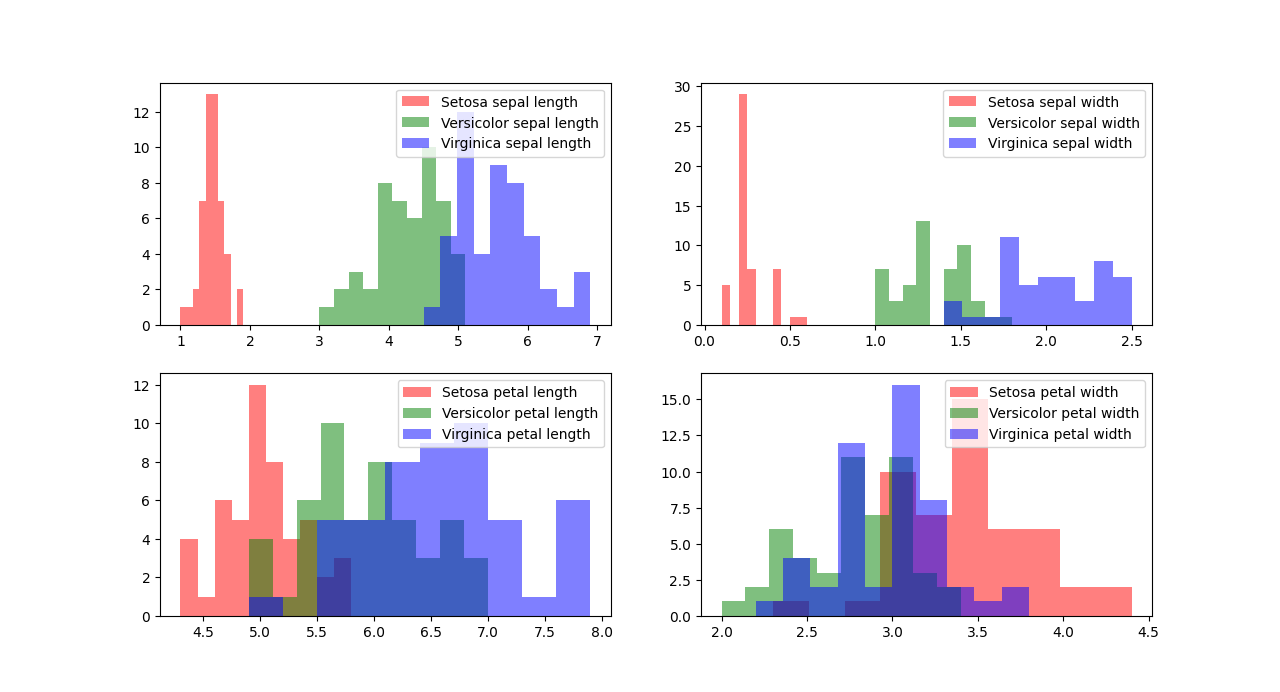 Setosa sepal length
Versicolor sepal length
Virginica sepal length
12
10
8
6
4
2
0
1 2 3 4 5 6 7
Setosa sepal width
Versicolor sepal width
Virginica sepal width
30
25
20
15
10
5
0
0.0 0.5 1.0 1.5 2.0 2.5
Setosa petal length
Versicolor petal length
Virginica petal length
12
10
8
6
4
2
0
4.5 5.0 5.5 6.0 6.5 7.0 7.5 8.0
Setosa petal width
Versicolor petal width
Virginica petal width
15.0
12.5
10.0
7.5
5.0
2.5
0.0
2.0 2.5 3.0 3.5 4.0 4.5